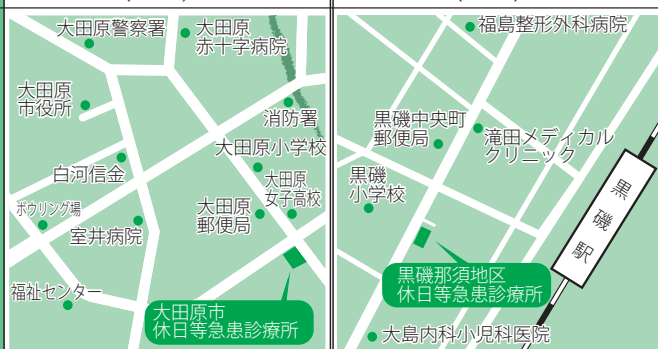 大田原警察署
大田原
赤十字病院
大田原
市役所
消防署
大田原小学校
白河信金
大田原
女子高校
ボウリング場
大田原
郵便局
室井病院
福祉センター
大田原市
休日等急患診療所
福島整形外科病院
黒磯中央町
郵便局
滝田メディカル
クリニック
黒磯
小学校
黒磯駅
黒磯那須地区
休日等急患診療所
大島内科小児科医院